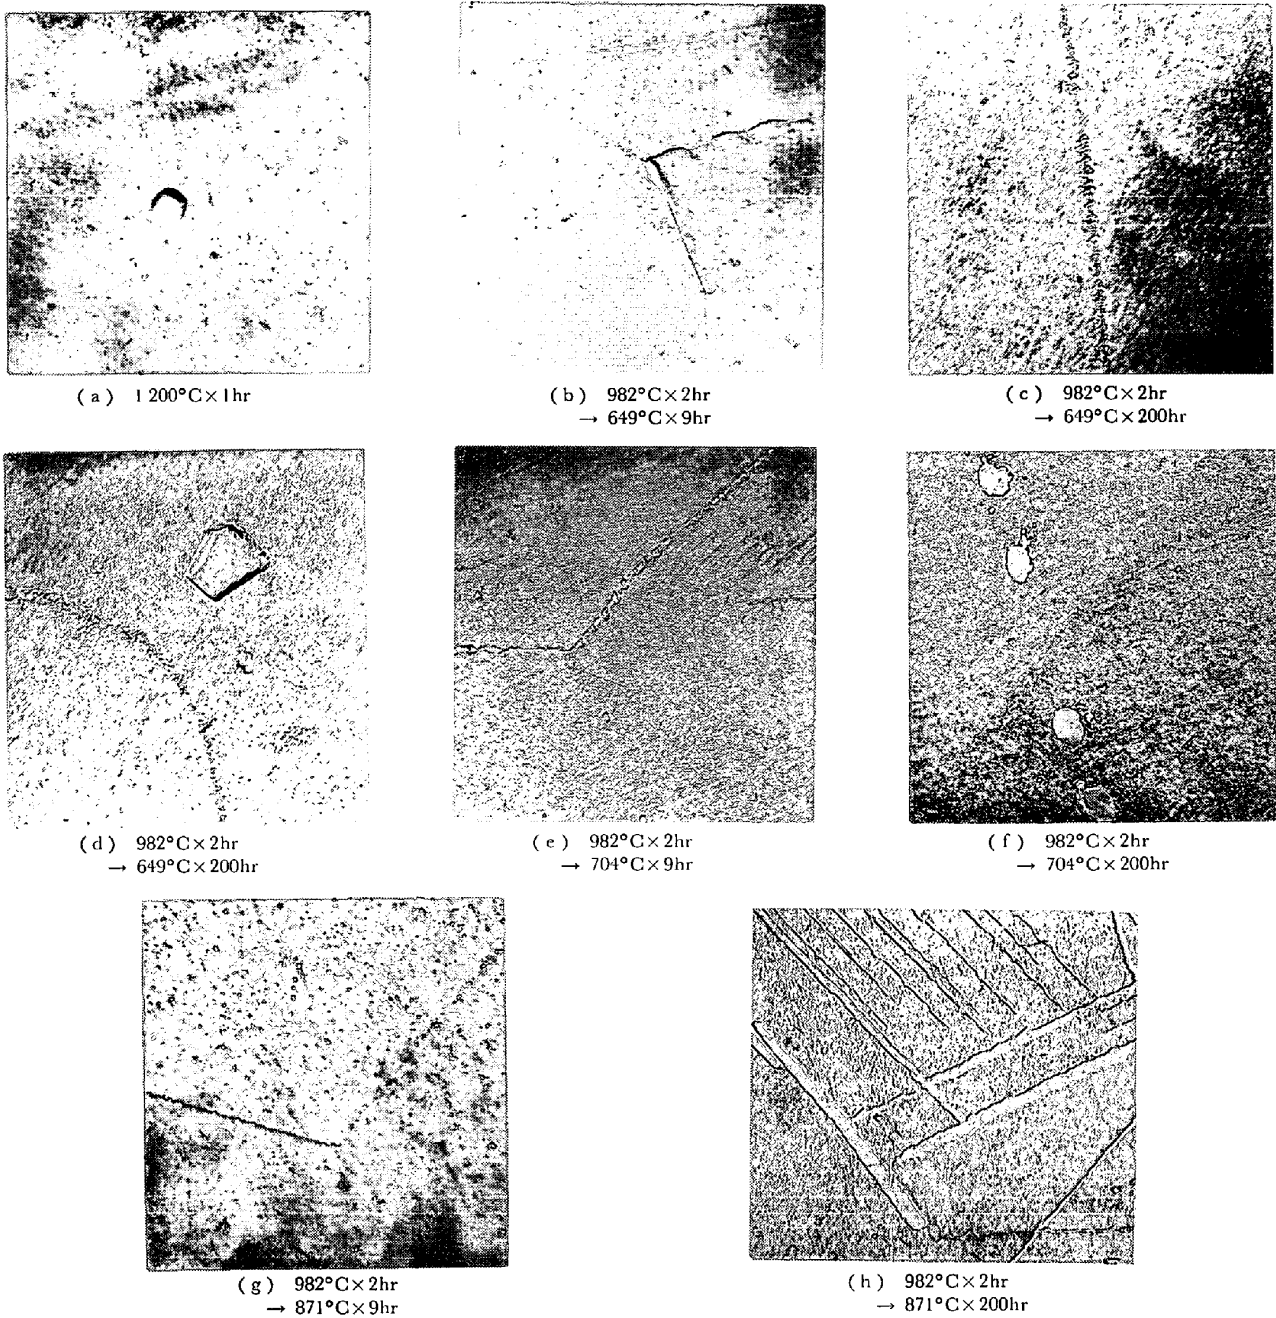 (a) 1 200°C×1hr
(b) 982°C×2hr
→ 649°C×9hr
(c) 982°C×2hr
→ 649°C×200hr
(d) 982°C×2hr
→ 649°C×200hr
(e) 982°C×2hr
→ 704°C×9hr
(f) 982°C×2hr
→ 704°C×200hr
(g) 982°C×2hr
→ 871°C×9hr
(h) 982°C×2hr
→ 871°C×200hr